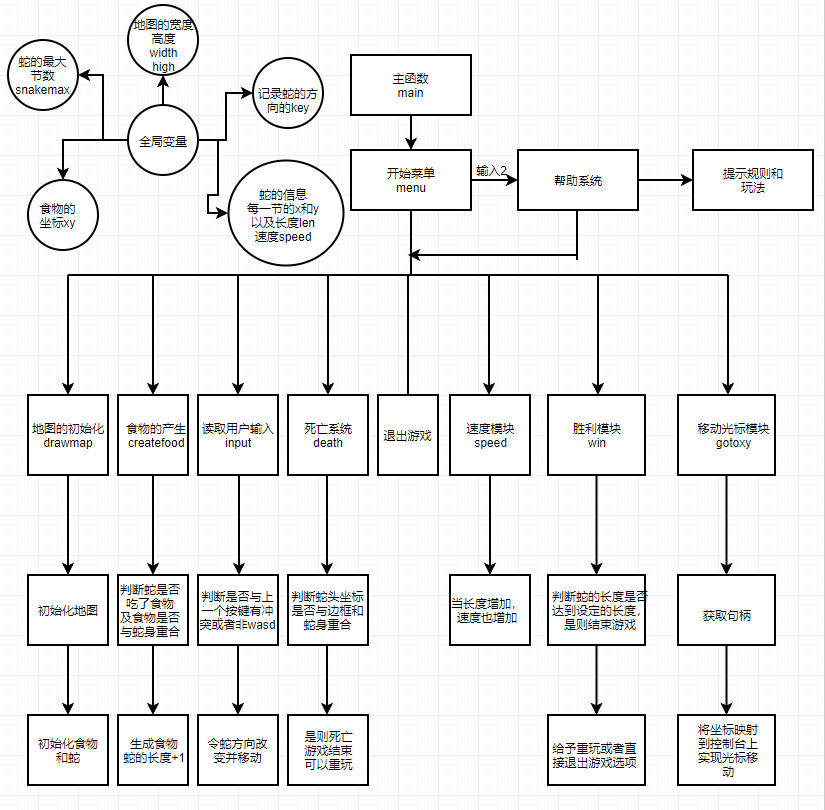 地图的宽度
高度
width
high
蛇的最大
节数
snakemax
记录蛇的方
向的key
全局变量
食物的
坐标xy
蛇的信息
每一节的x和y
以及长度len
速度speed
主函数
main
开始菜单
menu
输入2
帮助系统
提示规则和
玩法
地图的初始化
drawmap
食物的产生
createfood
读取用户输入
input
死亡系统
death
退出游戏
速度模块
speed
胜利模块
win
移动光标模块
gotoxy
初始化地图
判断蛇是否
吃了食物
及食物是否
与蛇身重合
判断是否与上
一个按键有冲
突或者非wasd
判断蛇头坐标
是否与边框和
蛇身重合
当长度增加，
速度也增加
判断蛇的长度是否
达到设定的长度，
是则结束游戏
获取句柄
初始化食物
和蛇
生成食物
蛇的长度+1
令蛇方向改
变并移动
是则死亡
游戏结束
可以重玩
给予重玩或者直
接退出游戏选项
将坐标映射
到控制台上
实现光标移
动